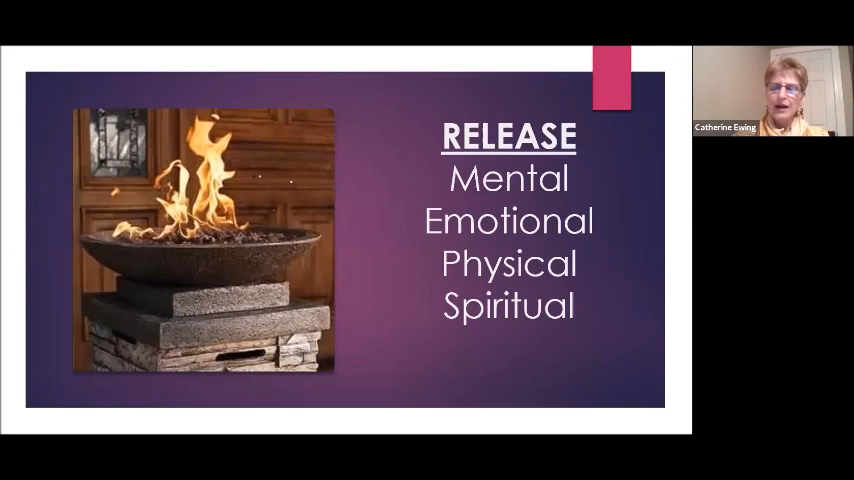 RELEASE
Mental
Emotional
Physical
Spiritual
Catherine Ewing